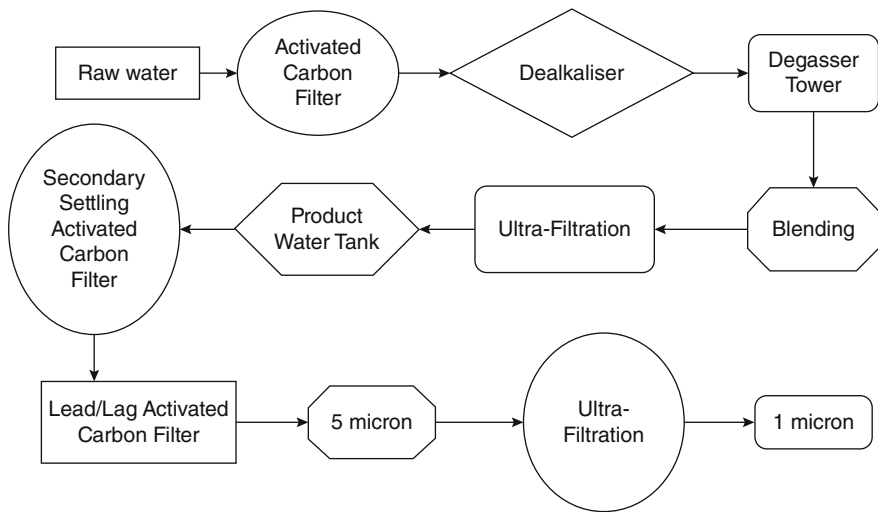 Raw water
Activated
Carbon
Filter
Dealkaliser
Degasser
Tower
Blending
Ultra-Filtration
Product
Water Tank
Secondary
Settling
Activated
Carbon
Filter
Lead/Lag Activated
Carbon Filter
5 micron
Ultra-
Filtration
1 micron